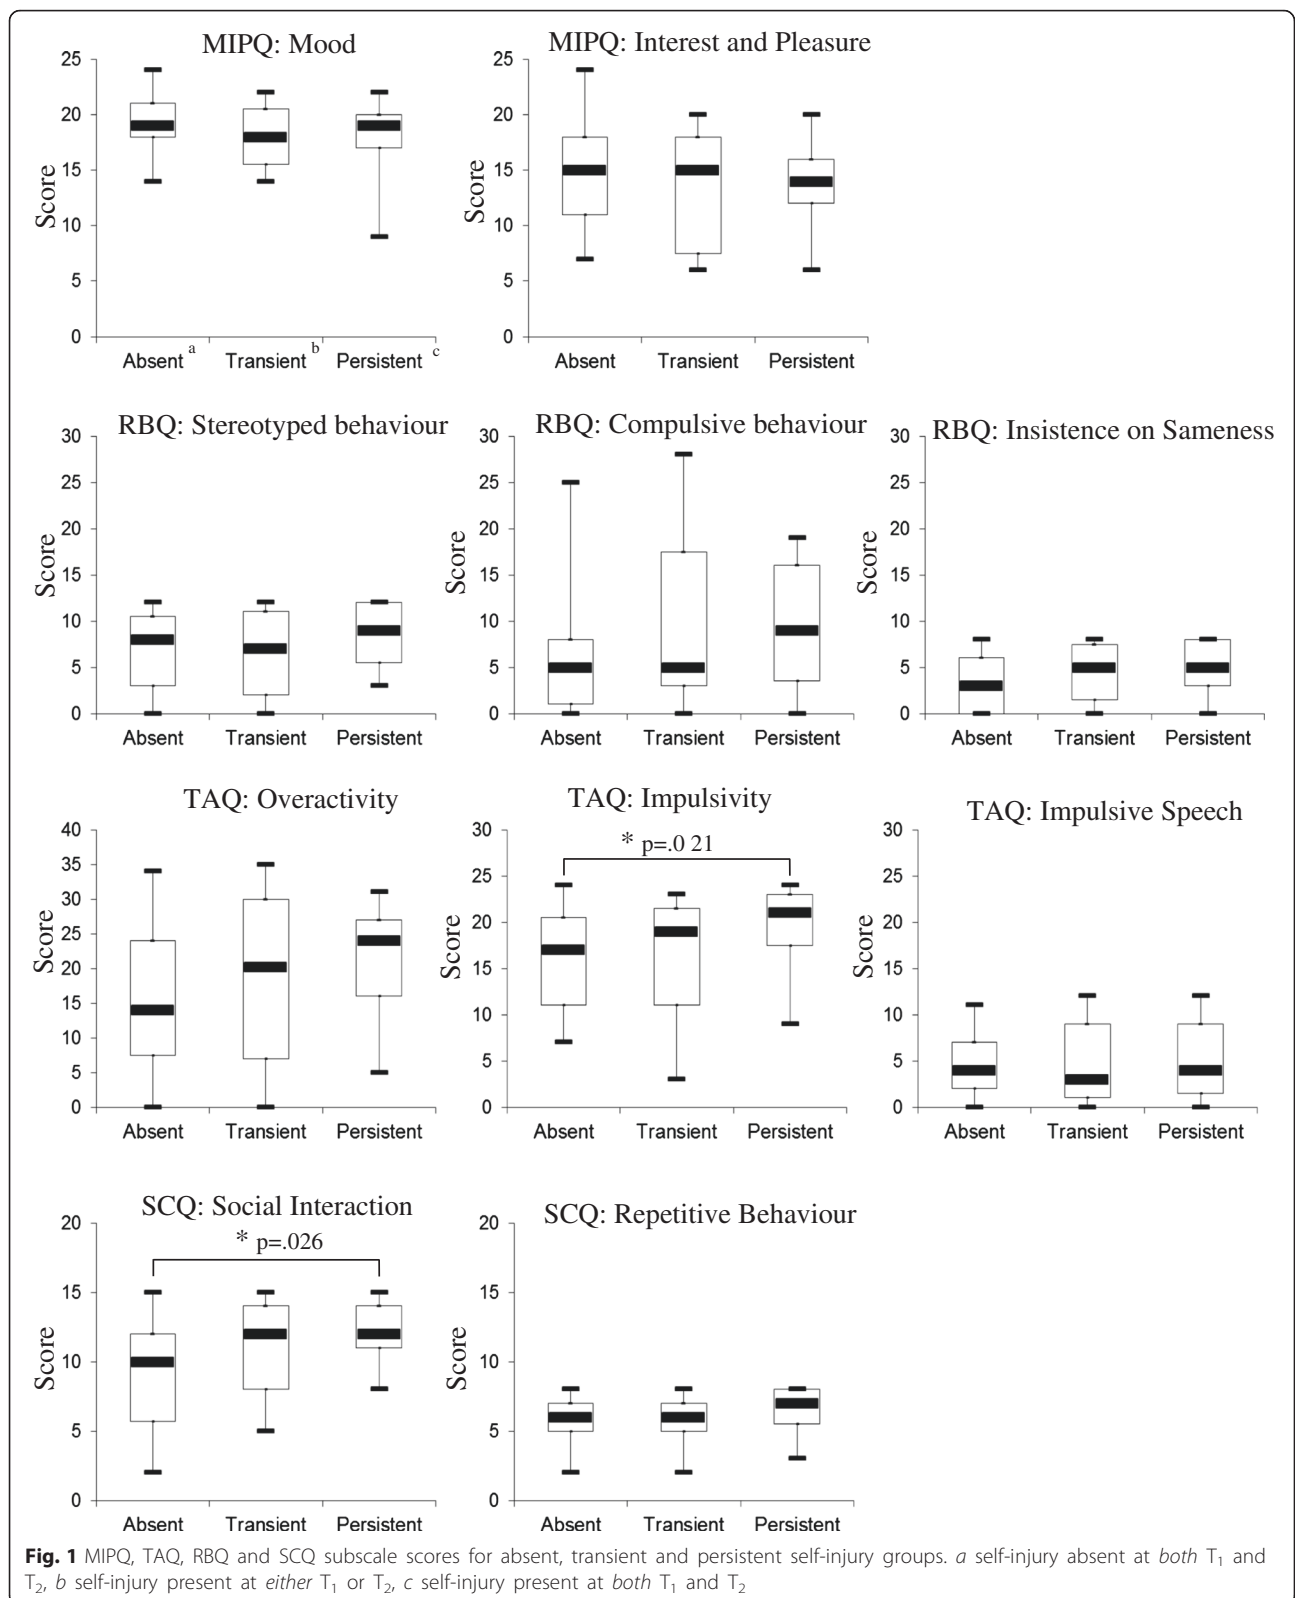 MIPQ: Mood
MIPQ: Interest and Pleasure
25
20
15
10
5
0
Score
Absent a Transient b Persistent c
25
20
15
10
5
0
Score
Absent Transient Persistent
RBQ: Stereotyped behaviour
RBQ: Compulsive behaviour
RBQ: Insistence on Sameness
30
25
20
15
10
5
0
Score
Absent Transient Persistent
30
25
20
15
10
5
0
Score
Absent Transient Persistent
30
25
20
15
10
5
0
Score
Absent Transient Persistent
TAQ: Overactivity
TAQ: Impulsivity
TAQ: Impulsive Speech
40
35
30
25
20
15
10
5
0
Score
Absent Transient Persistent
* p=.0 21
30
25
20
15
10
5
0
Score
Absent Transient Persistent
30
25
20
15
10
5
0
Score
Absent Transient Persistent
SCQ: Social Interaction
SCQ: Repetitive Behaviour
* p=.026
20
15
10
5
0
Score
Absent Transient Persistent
20
15
10
5
0
Score
Absent Transient Persistent
Fig. 1 MIPQ, TAQ, RBQ and SCQ subscale scores for absent, transient and persistent self-injury groups. a self-injury absent at both T1 and
T2, b self-injury present at either T1 or T2, c self-injury present at both T1 and T2